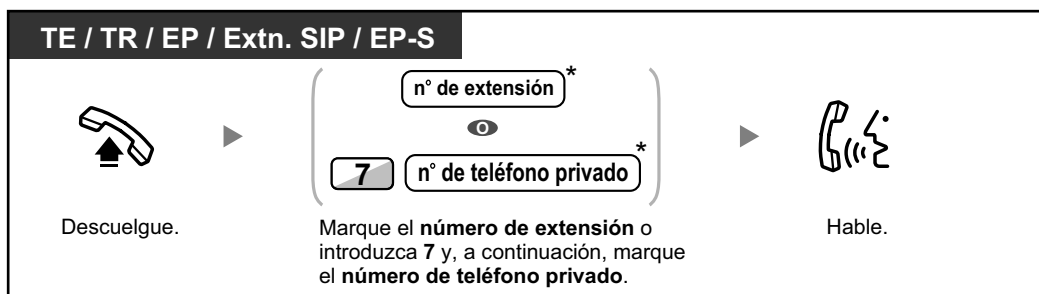 TE / TR / EP / Extn. SIP / EP-S
n° de extensión*
O
7 n° de teléfono privado*
Descuelgue.
Marque el número de extensión o
introduzca 7 y, a continuación, marque
el número de teléfono privado.
Hable.